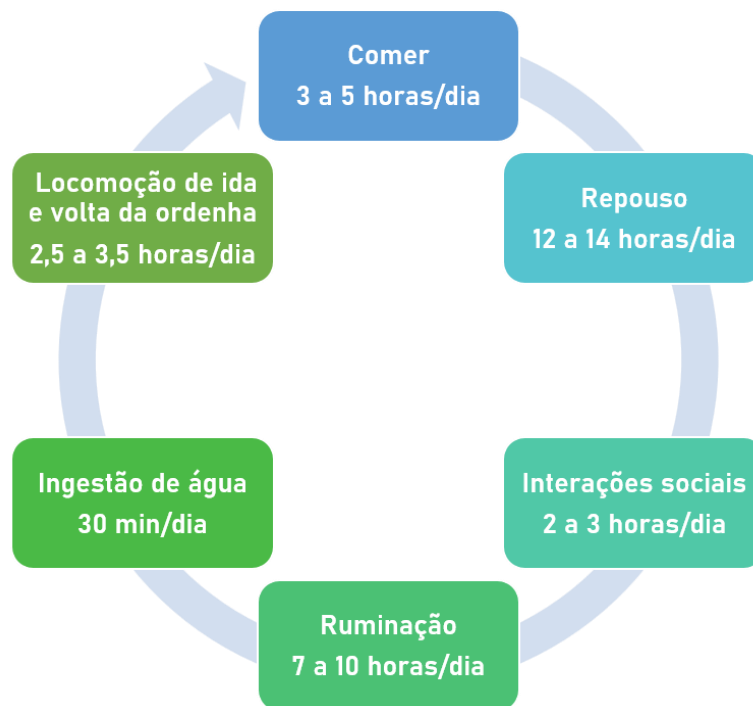 Comer
3 a 5 horas/dia
Repouso
12 a 14 horas/dia
Interações sociais
2 a 3 horas/dia
Ruminação
7 a 10 horas/dia
Ingestão de água
30 min/dia
Locomoção de ida
e volta da ordenha
2,5 a 3,5 horas/dia